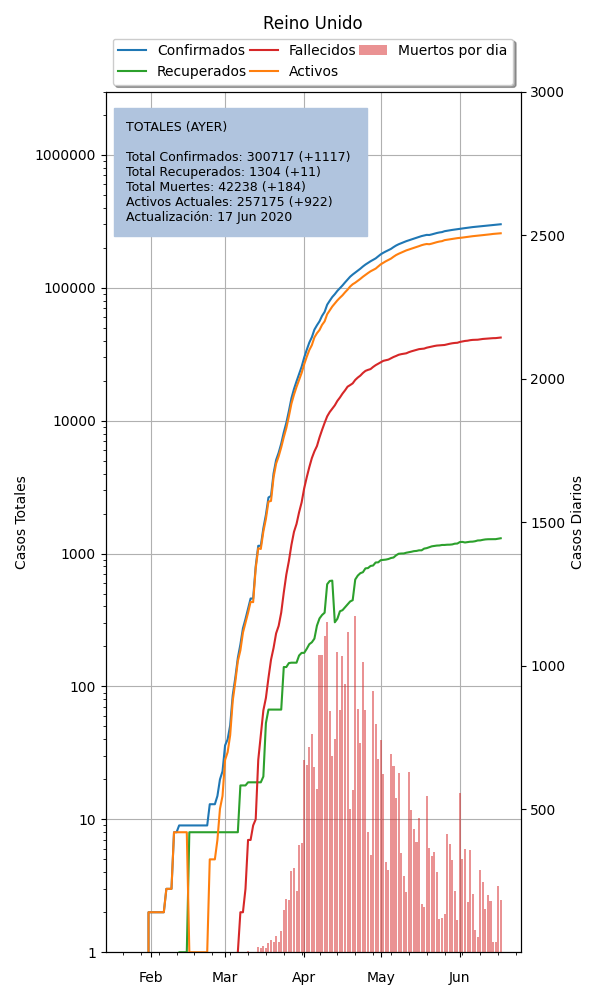 Reino Unido
Confirmados
Recuperados
Fallecidos
Activos
Muertos por dia
TOTALES (AYER)
Total Confirmados: 300717 (+1117)
Total Recuperados: 1304 (+11)
Total Muertes: 42238 (+184)
Activos Actuales: 257175 (+922)
Actualización: 17 Jun 2020
Casos Totales
1000000
100000
10000
1000
100
10
1
Casos Diarios
3000
2500
2000
1500
1000
500
Feb
Mar
Apr
May
Jun